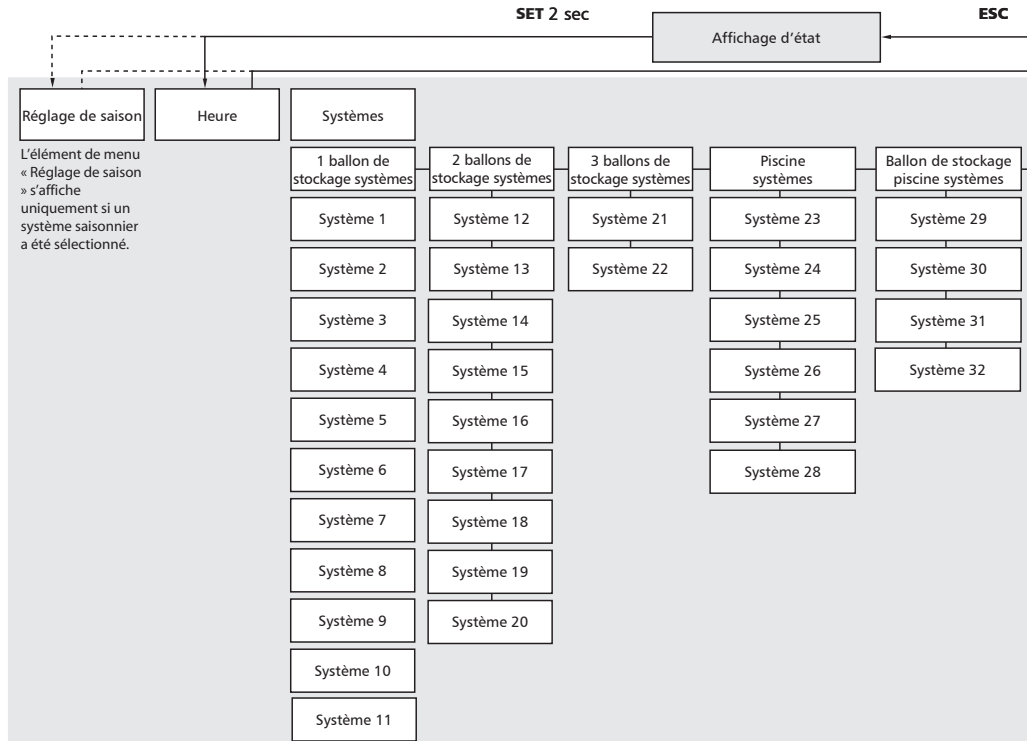 SET 2 sec
ESC
Affichage d'état
Réglage de saison
Heure
Systèmes
L'élément de menu
« Réglage de saison
» s'affiche
uniquement si un
système saisonnier
a été sélectionné.
1 ballon de
stockage systèmes
2 ballons de
stockage systèmes
3 ballons de
stockage systèmes
Piscine
systèmes
Ballon de stockage
piscine systèmes
Système 1
Système 2
Système 3
Système 4
Système 5
Système 6
Système 7
Système 8
Système 9
Système 10
Système 11
Système 12
Système 13
Système 14
Système 15
Système 16
Système 17
Système 18
Système 19
Système 20
Système 21
Système 22
Système 23
Système 24
Système 25
Système 26
Système 27
Système 28
Système 29
Système 30
Système 31
Système 32